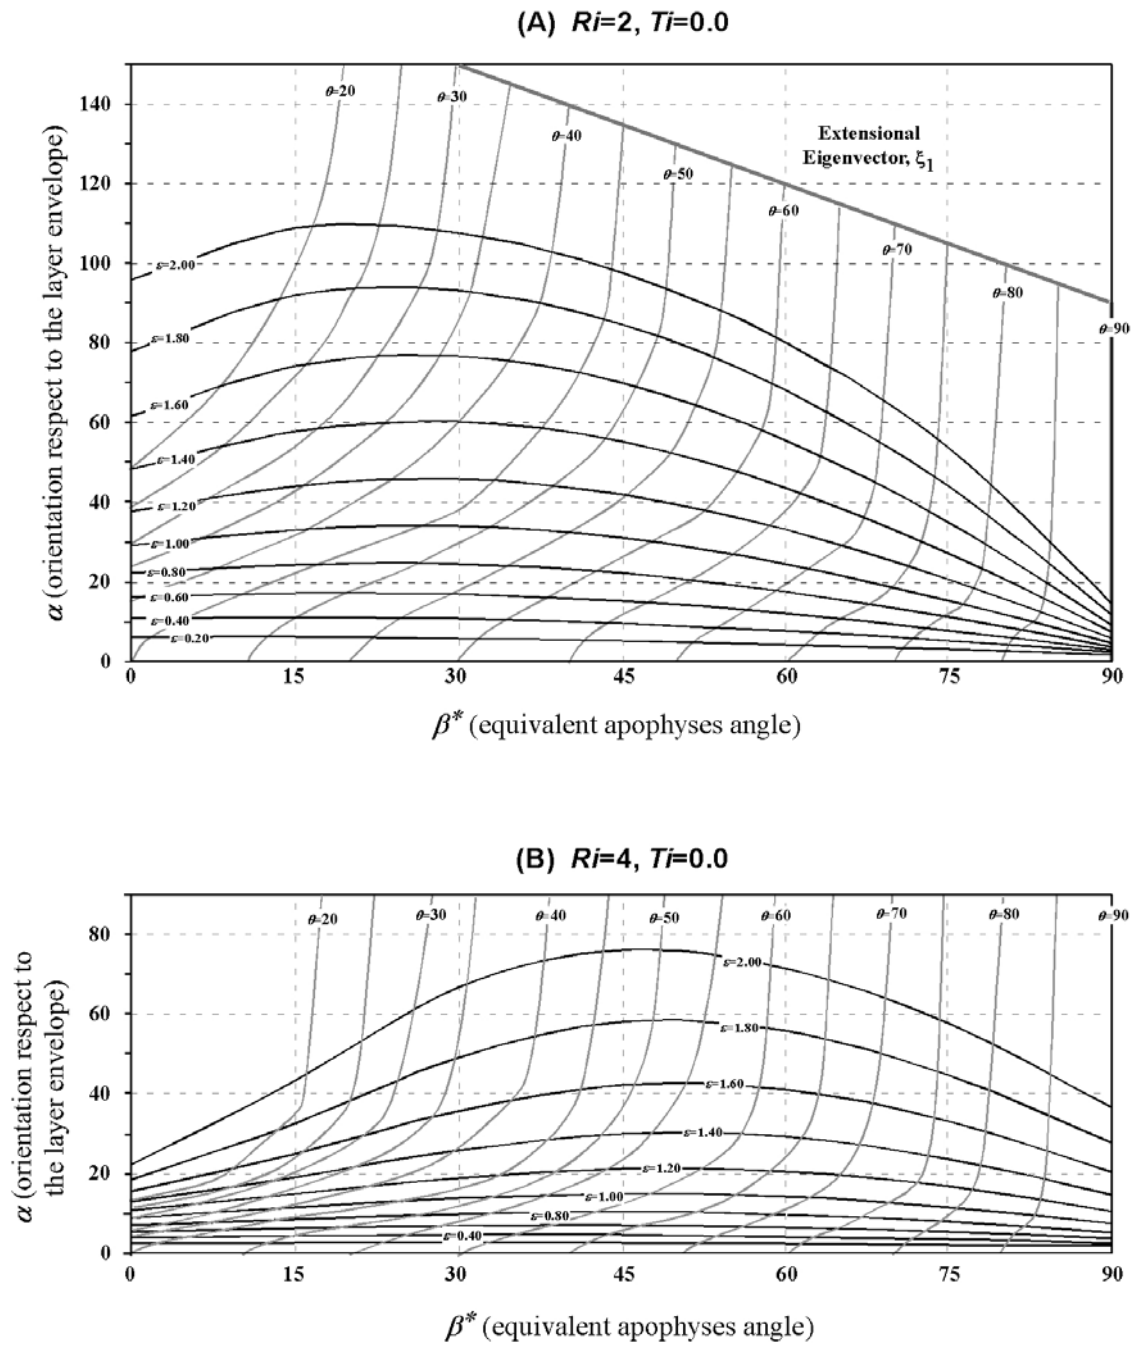 (A) Ri=2, Ti=0.0
α (orientation respect to the layer envelope)
140
120
100
80
60
40
20
0
θ=20
θ=30
θ=40
θ=50
θ=60
θ=70
θ=80
θ=90
Extensional
Eigenvector, ξ1
ε=2.00
ε=1.80
ε=1.60
ε=1.40
ε=1.20
ε=1.00
ε=0.80
ε=0.60
ε=0.40
ε=0.20
0 15 30 45 60 75 90
β* (equivalent apophyses angle)
(B) Ri=4, Ti=0.0
α (orientation respect to
the layer envelope)
80
60
40
20
0
θ=20 θ=30 θ=40 θ=50 θ=60 θ=70 θ=80 θ=90
ε=2.00
ε=1.80
ε=1.60
ε=1.40
ε=1.20
ε=1.00
ε=0.80
ε=0.40
0 15 30 45 60 75 90
β* (equivalent apophyses angle)